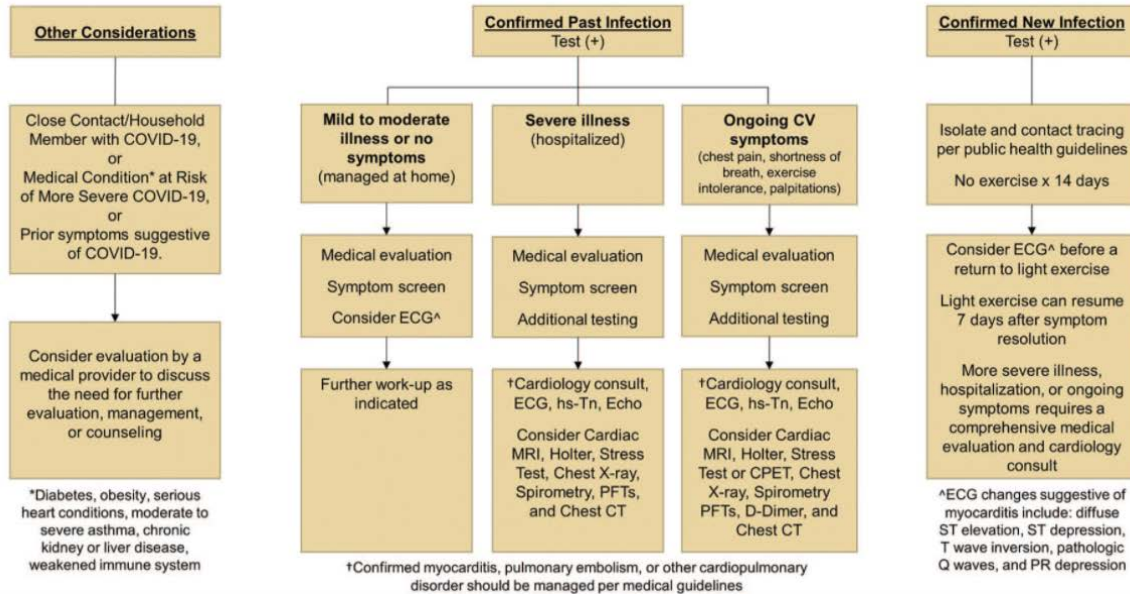 Other Considerations
Close Contact/Household
Member with COVID-19,
or
Medical Condition* at Risk
of More Severe COVID-19,
or
Prior symptoms suggestive
of COVID-19.
Consider evaluation by a
medical provider to discuss
the need for further
evaluation, management,
or counseling
*Diabetes, obesity, serious
heart conditions, moderate to
severe asthma, chronic
kidney or liver disease,
weakened immune system
Confirmed Past Infection
Test (+)
Mild to moderate
illness or no
symptoms
(managed at home)
Medical evaluation
Symptom screen
Consider ECG^
Further work-up as
indicated
Severe illness
(hospitalized)
Medical evaluation
Symptom screen
Additional testing
†Cardiology consult,
ECG, hs-Tn, Echo
Consider Cardiac
MRI, Holter, Stress
Test, Chest X-ray,
Spirometry, PFTs,
and Chest CT
Ongoing CV
symptoms
(chest pain, shortness of
breath, exercise
intolerance, palpitations)
Medical evaluation
Symptom screen
Additional testing
†Cardiology consult,
ECG, hs-Tn, Echo
Consider Cardiac
MRI, Holter, Stress
Test or CPET, Chest
X-ray, Spirometry
PFTs, D-Dimer, and
Chest CT
†Confirmed myocarditis, pulmonary embolism, or other cardiopulmonary
disorder should be managed per medical guidelines
Confirmed New Infection
Test (+)
Isolate and contact tracing
per public health guidelines
No exercise x 14 days
Consider ECG^ before a
return to light exercise
Light exercise can resume
7 days after symptom
resolution
More severe illness,
hospitalization, or ongoing
symptoms requires a
comprehensive medical
evaluation and cardiology
consult
^ECG changes suggestive of
myocarditis include: diffuse
ST elevation, ST depression,
T wave inversion, pathologic
Q waves, and PR depression